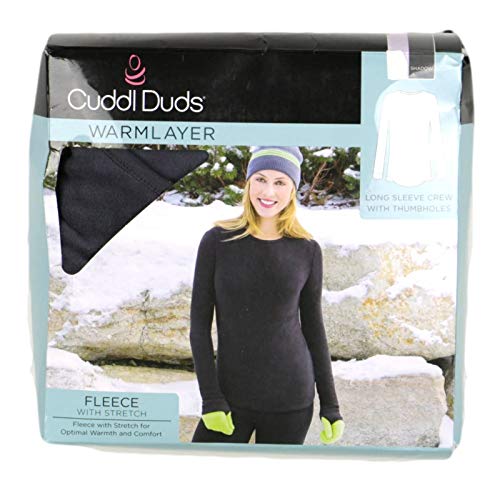 SHADOW
Cuddl Duds®
WARMLAYER
LONG SLEEVE CREW
WITH THUMBHOLES
FLEECE
WITH STRETCH
Fleece with Stretch for
Optimal Warmth and Comfort